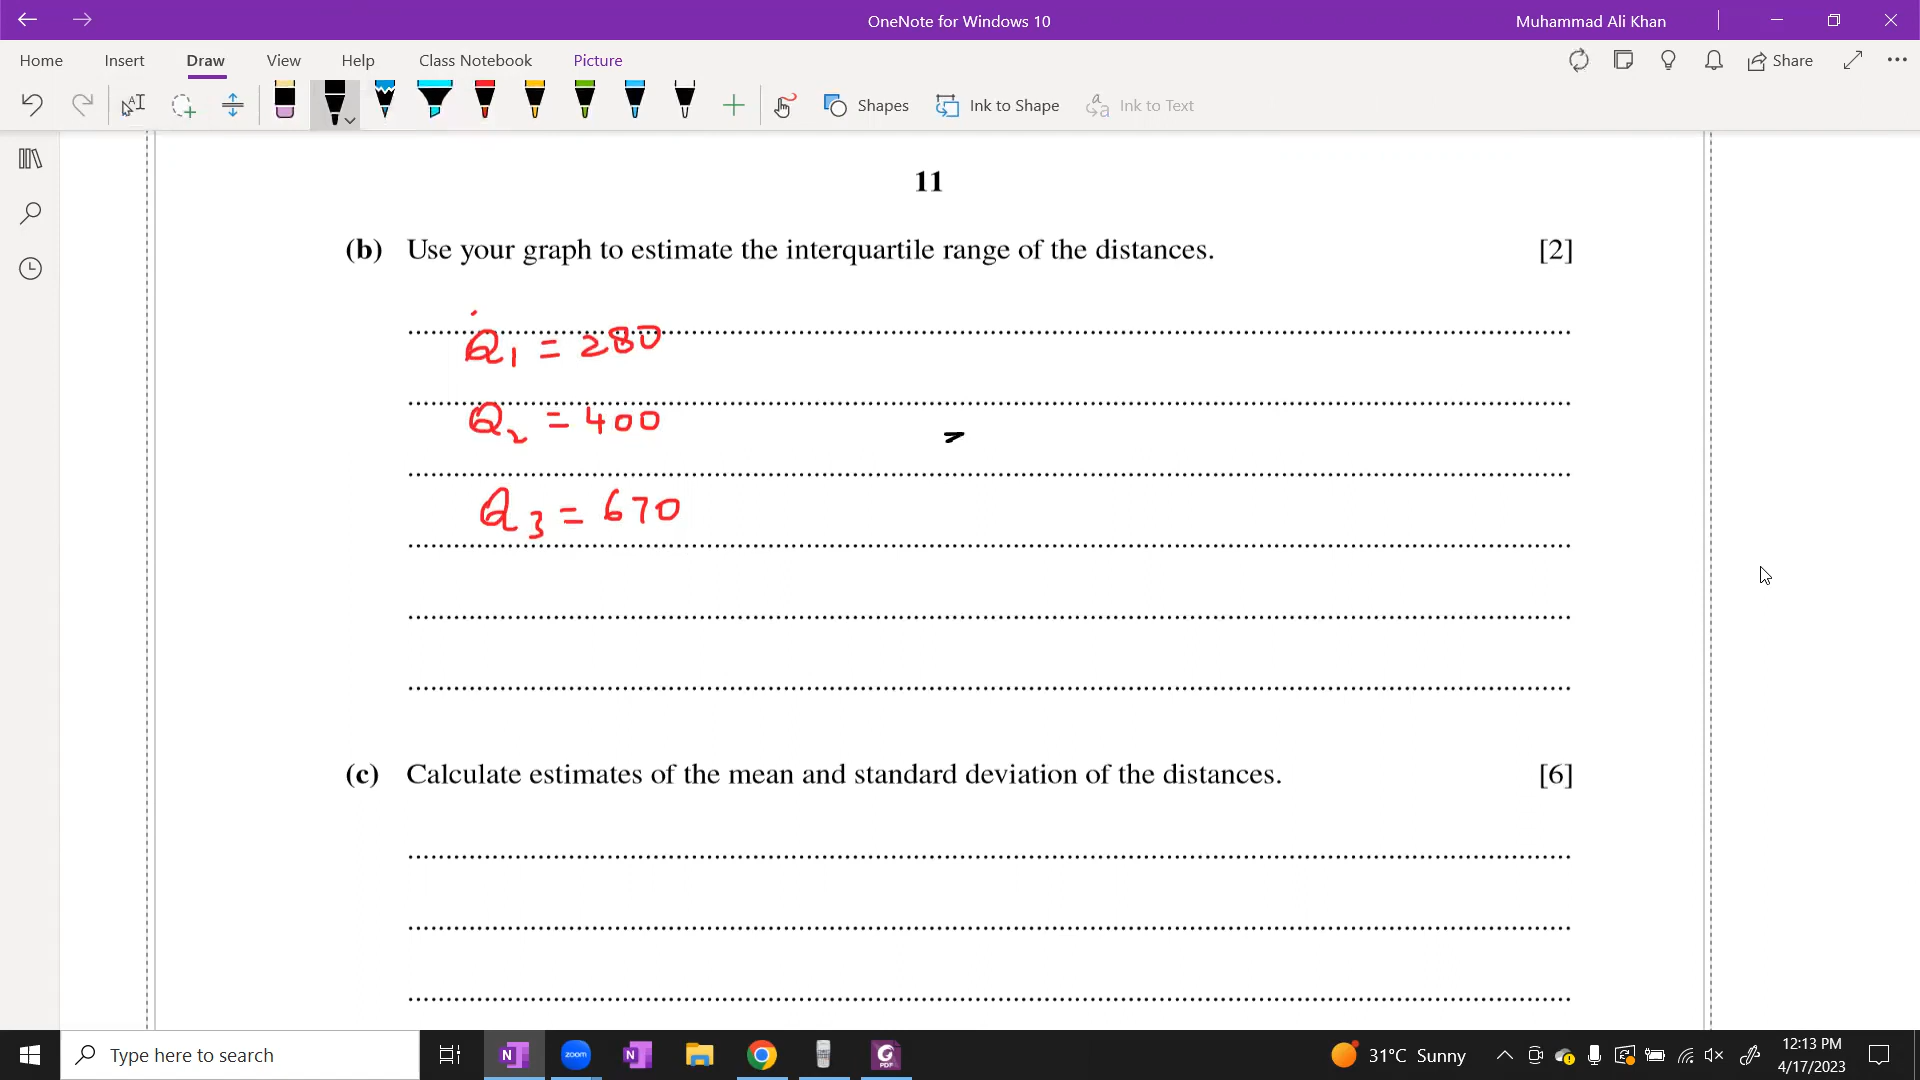 OneNote for Windows 10
Muhammad Ali Khan
Home Insert Draw View Help Class Notebook Picture
Share
Shapes Ink to Shape Ink to Text
11
(b) Use your graph to estimate the interquartile range of the distances. [2]
Q1 = 280
Q2 = 400
Q3 = 670
(c) Calculate estimates of the mean and standard deviation of the distances. [6]
Type here to search
zoom
PDF
31°C Sunny
12:13 PM
4/17/2023